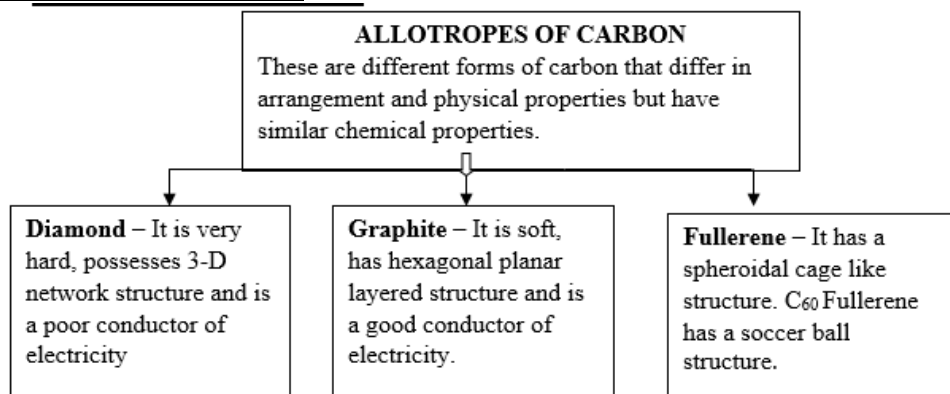 ALLOTROPES OF CARBON
These are different forms of carbon that differ in
arrangement and physical properties but have
similar chemical properties.
Diamond – It is very
hard, possesses 3-D
network structure and is
a poor conductor of
electricity
Graphite – It is soft,
has hexagonal planar
layered structure and is
a good conductor of
electricity.
Fullerene – It has a
spheroidal cage like
structure. C₆₀ Fullerene
has a soccer ball
structure.